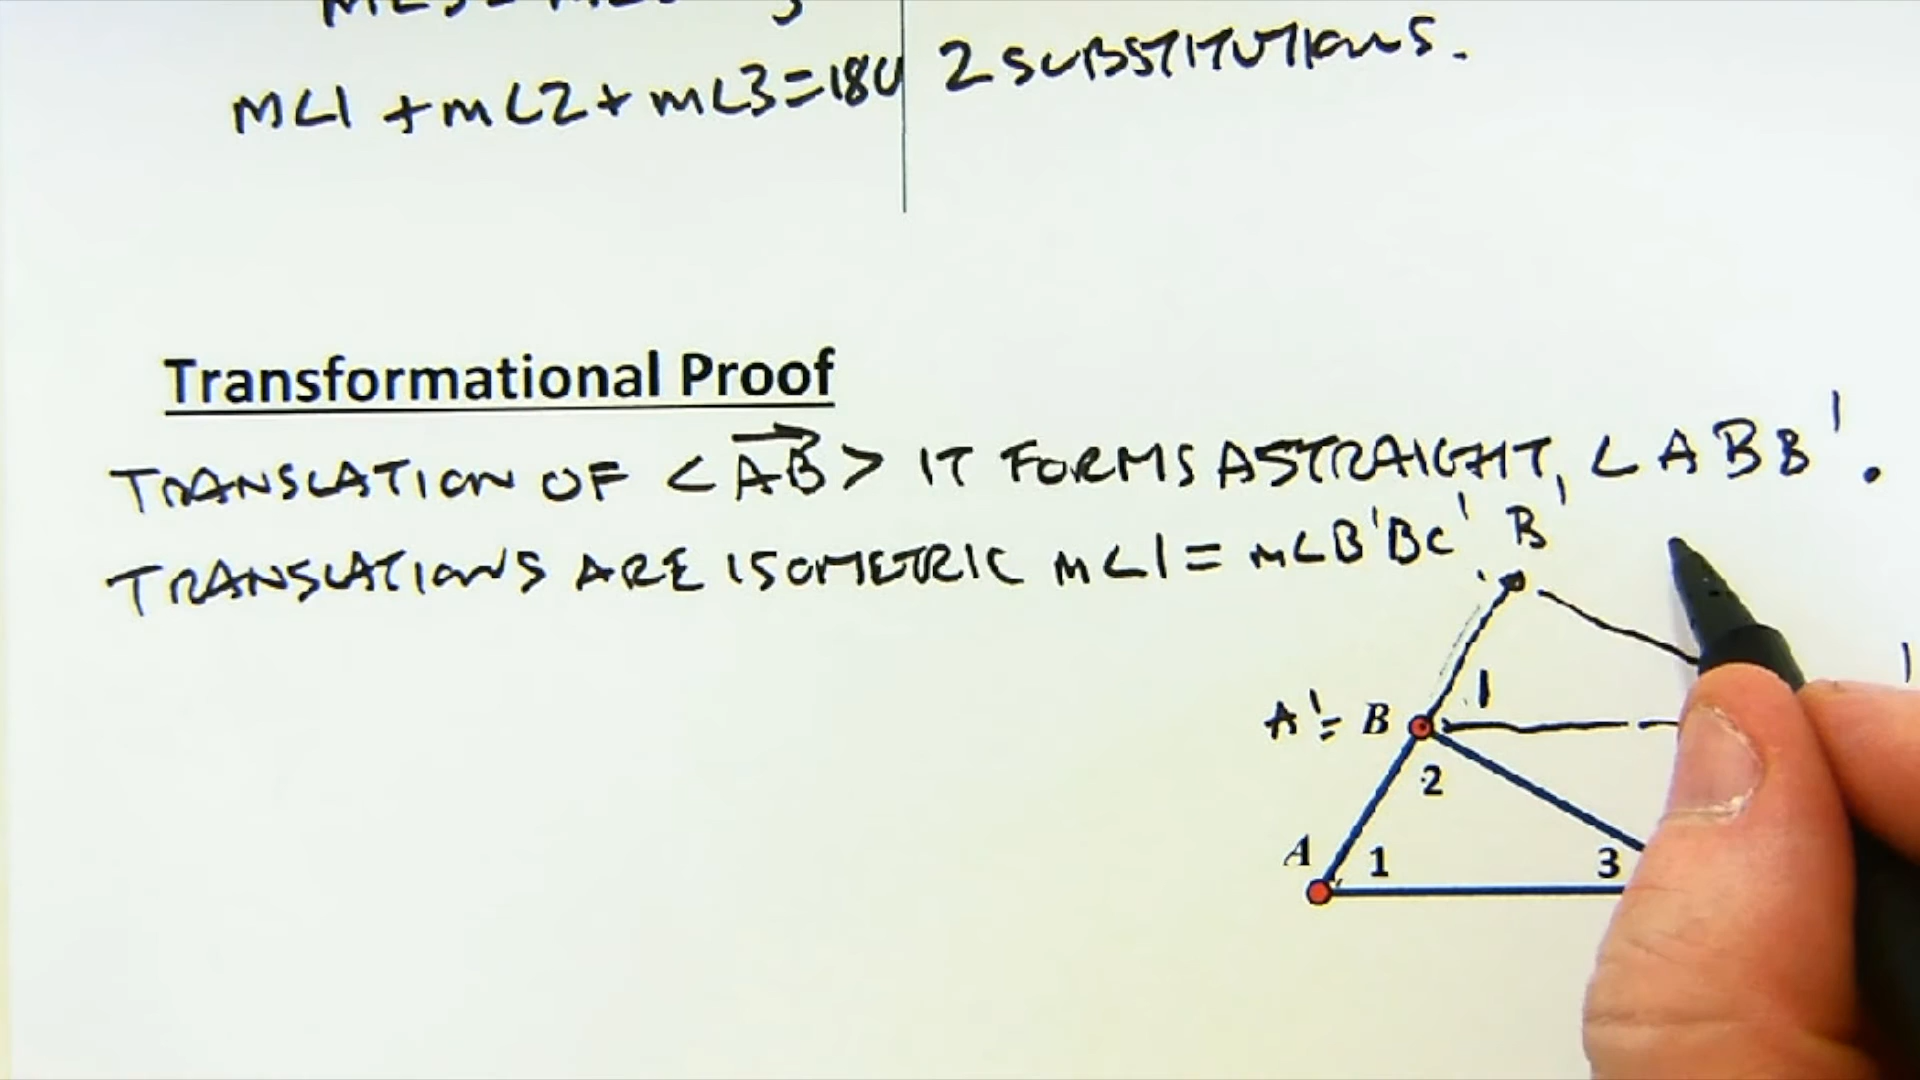 m∠1 + m∠2 + m∠3 = 180 2 SUBSTITUTIONS.
Transformational Proof
TRANSLATION OF <AB> IT FORMS A STRAIGHT, ∠ABB'.
TRANSLATIONS ARE ISOMETRIC m∠1 = m∠B'BC'
B'
1
A' = B
2
A 1 3